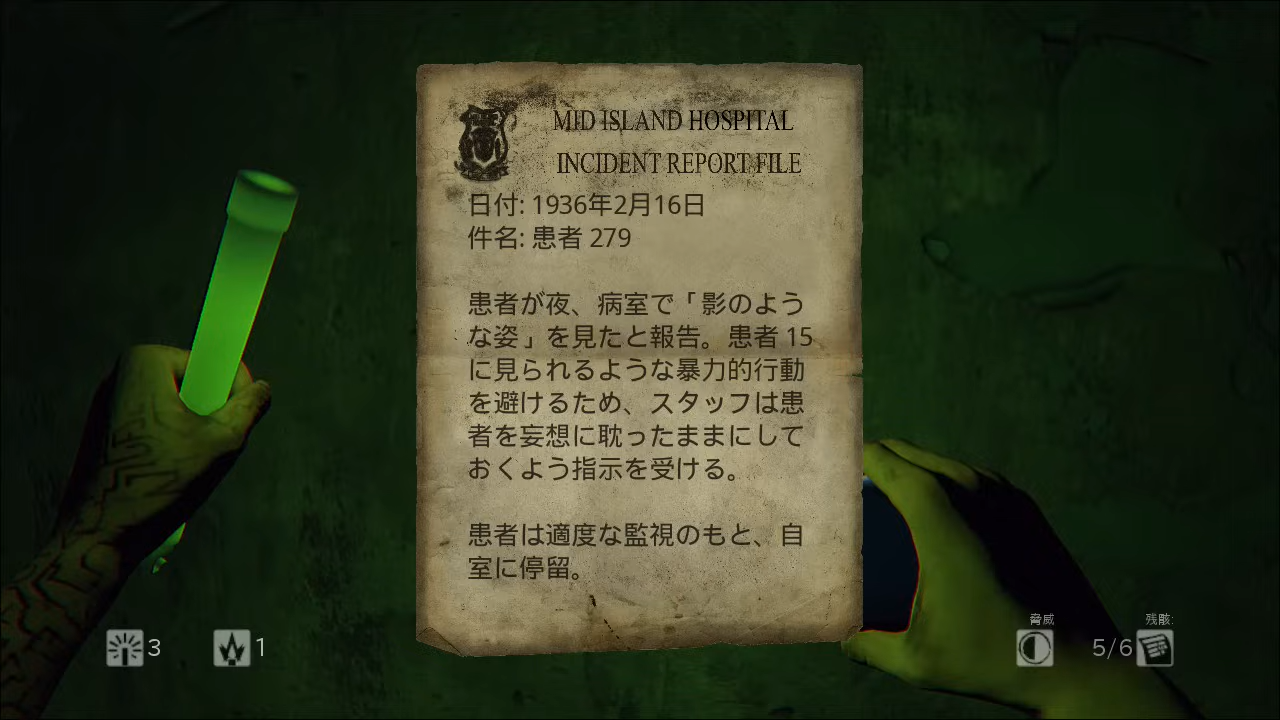 MID ISLAND HOSPITAL
INCIDENT REPORT FILE
日付: 1936年2月16日
件名: 患者 279
患者が夜、病室で「影のよう
な姿」を見たと報告。患者 15
に見られるような暴力的行動
を避けるため、スタッフは患
者を妄想に耽ったままにして
おくよう指示を受ける。
患者は適度な監視のもと、自
室に停留。
3
1
脅威
残骸:
5/6